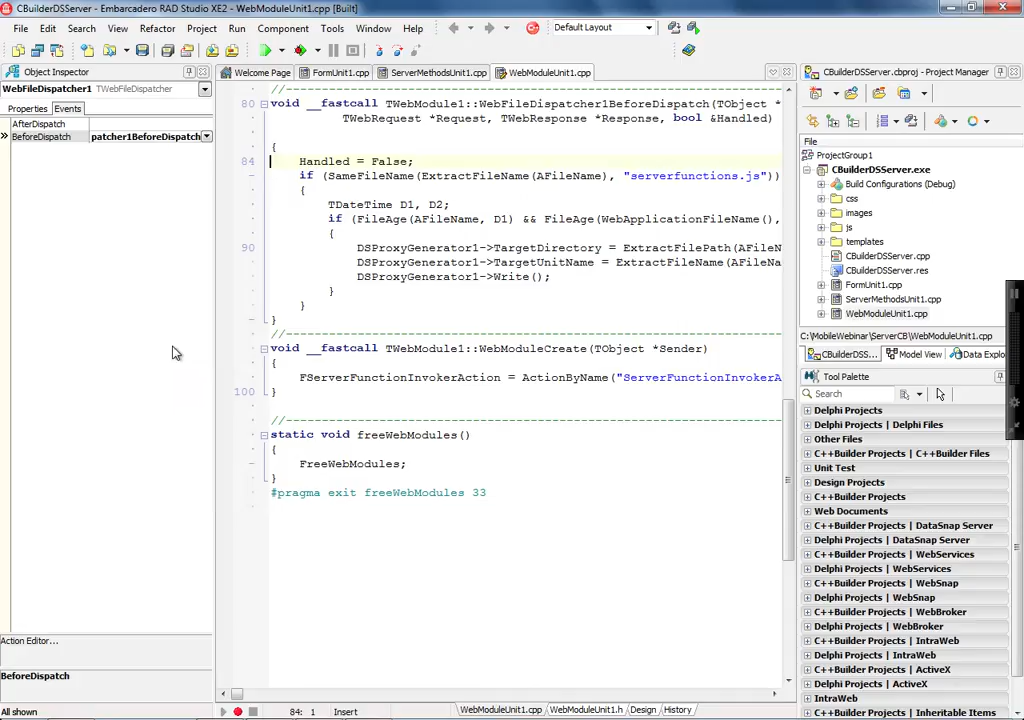 CBuilderDSServer - Embarcadero RAD Studio XE2 - WebModuleUnit1.cpp [Built]
File Edit Search View Refactor Project Run Component Tools Window Help
Default Layout
Object Inspector
WebFileDispatcher1 TWebFileDispatcher
Properties Events
AfterDispatch
BeforeDispatch patcher1BeforeDispatch
Action Editor...
BeforeDispatch
All shown
Welcome Page FormUnit1.cpp ServerMethodsUnit1.cpp WebModuleUnit1.cpp
//
80 void __fastcall TWebModule1::WebFileDispatcher1BeforeDispatch(TObject *
TWebRequest *Request, TWebResponse *Response, bool &Handled)
{
84 Handled = False;
if (SameFileName(ExtractFileName(AFileName), "serverfunctions.js"))
{
TDateTime D1, D2;
if (FileAge(AFileName, D1) && FileAge(WebApplicationFileName(),
{
90 DSProxyGenerator1->TargetDirectory = ExtractFilePath(AFileN
DSProxyGenerator1->TargetUnitName = ExtractFileName(AFileNa
DSProxyGenerator1->Write();
}
}
}
//
void __fastcall TWebModule1::WebModuleCreate(TObject *Sender)
{
FServerFunctionInvokerAction = ActionByName("ServerFunctionInvokerA
100 }
//
static void freeWebModules()
{
FreeWebModules;
}
#pragma exit freeWebModules 33
84: 1 Insert
WebModuleUnit1.cpp WebModuleUnit1.h Design History
CBuilderDSServer.cbproj - Project Manager
File
ProjectGroup1
CBuilderDSServer.exe
Build Configurations (Debug)
css
images
js
templates
CBuilderDSServer.cpp
CBuilderDSServer.res
FormUnit1.cpp
ServerMethodsUnit1.cpp
WebModuleUnit1.cpp
C:\MobileWebinar\ServerCB\WebModuleUnit1.cpp
CBuilderDSS... Model View Data Explo
Tool Palette
Search
Delphi Projects
Delphi Projects | Delphi Files
Other Files
C++Builder Projects | C++Builder Files
Unit Test
Design Projects
C++Builder Projects
Web Documents
C++Builder Projects | DataSnap Server
Delphi Projects | DataSnap Server
C++Builder Projects | WebServices
Delphi Projects | WebServices
C++Builder Projects | WebSnap
Delphi Projects | WebSnap
C++Builder Projects | WebBroker
Delphi Projects | WebBroker
C++Builder Projects | IntraWeb
Delphi Projects | IntraWeb
C++Builder Projects | ActiveX
Delphi Projects | ActiveX
IntraWeb
C++Builder Projects | Inheritable Items